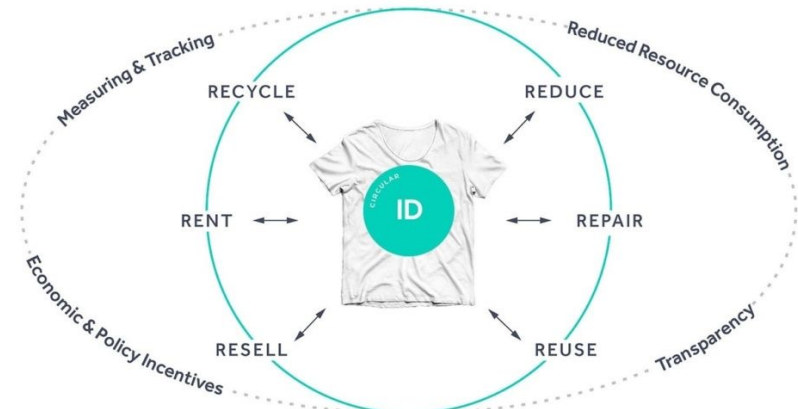 Measuring & Tracking
Reduced Resource Consumption
RECYCLE
REDUCE
CIRCULAR
ID
RENT
REPAIR
RESELL
REUSE
Economic & Policy Incentives
Transparency